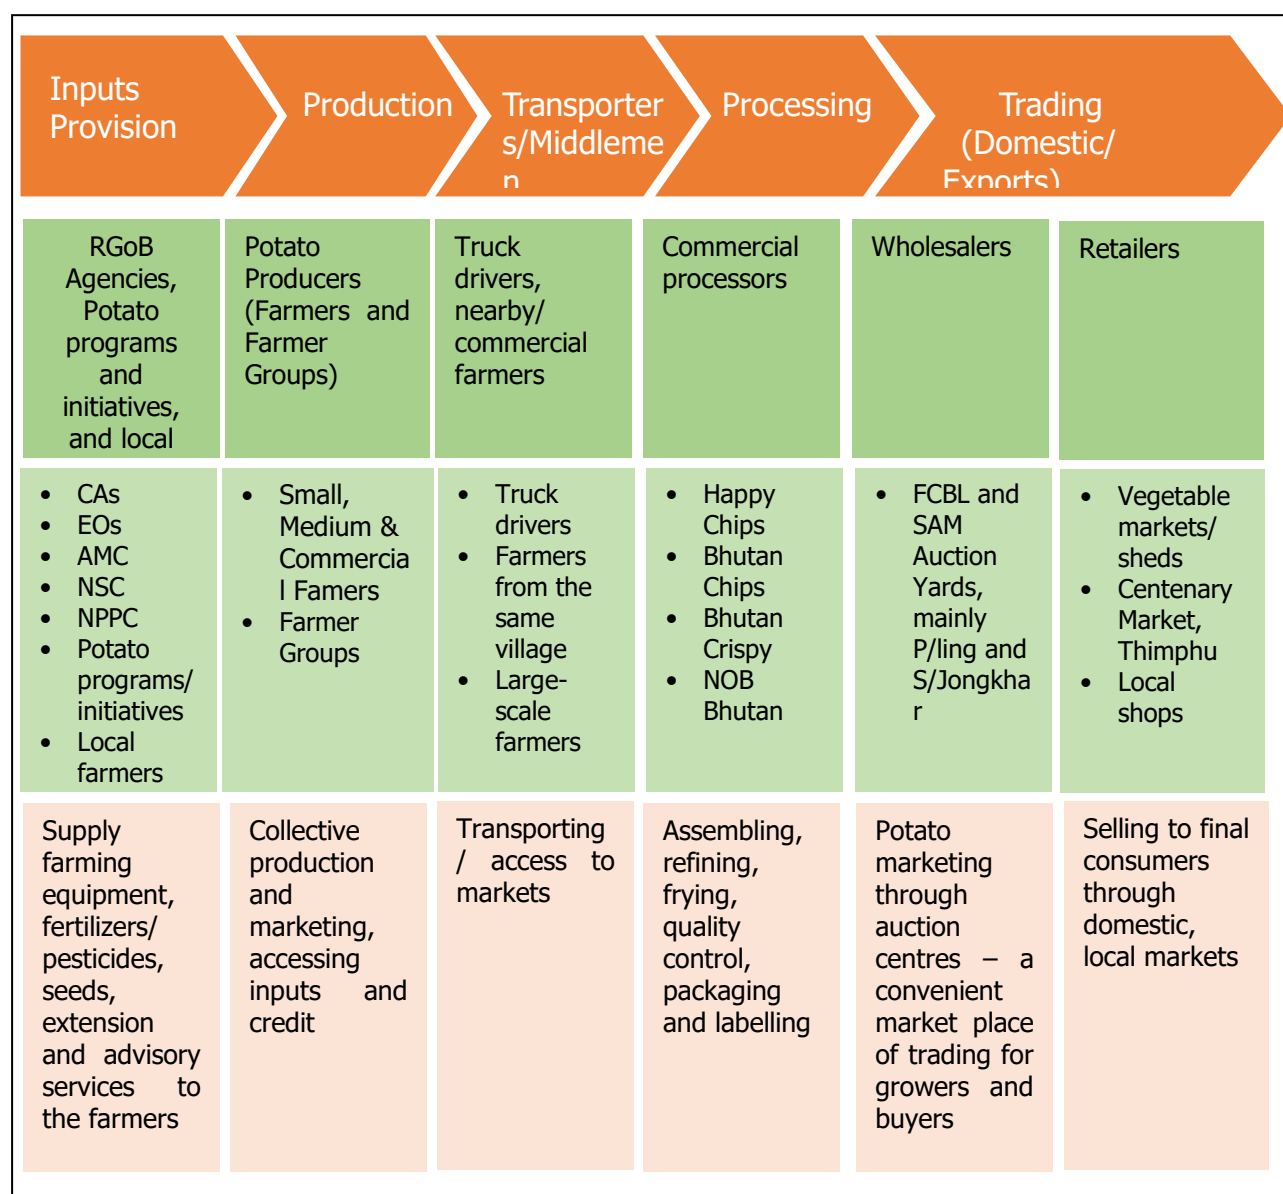 Inputs
Provision
Production
Transporter
s/Middleme
n
Processing
Trading
(Domestic/
Exports)
RGoB
Agencies,
Potato
programs
and
initiatives,
and local
Potato
Producers
(Farmers and
Farmer
Groups)
Truck
drivers,
nearby/
commercial
farmers
Commercial
processors
Wholesalers
Retailers
• CAs
• EOs
• AMC
• NSC
• NPPC
• Potato
programs/
initiatives
• Local
farmers
• Small,
Medium &
Commercia
l Famers
• Farmer
Groups
• Truck
drivers
• Farmers
from the
same
village
• Large-
scale
farmers
• Happy
Chips
• Bhutan
Chips
• Bhutan
Crispy
• NOB
Bhutan
• FCBL and
SAM
Auction
Yards,
mainly
P/ling and
S/Jongkha
r
• Vegetable
markets/
sheds
• Centenary
Market,
Thimphu
• Local
shops
Supply
farming
equipment,
fertilizers/
pesticides,
seeds,
extension
and advisory
services to
the farmers
Collective
production
and
marketing,
accessing
inputs and
credit
Transporting
/ access to
markets
Assembling,
refining,
frying,
quality
control,
packaging
and labelling
Potato
marketing
through
auction
centres – a
convenient
market place
of trading for
growers and
buyers
Selling to final
consumers
through
domestic,
local markets